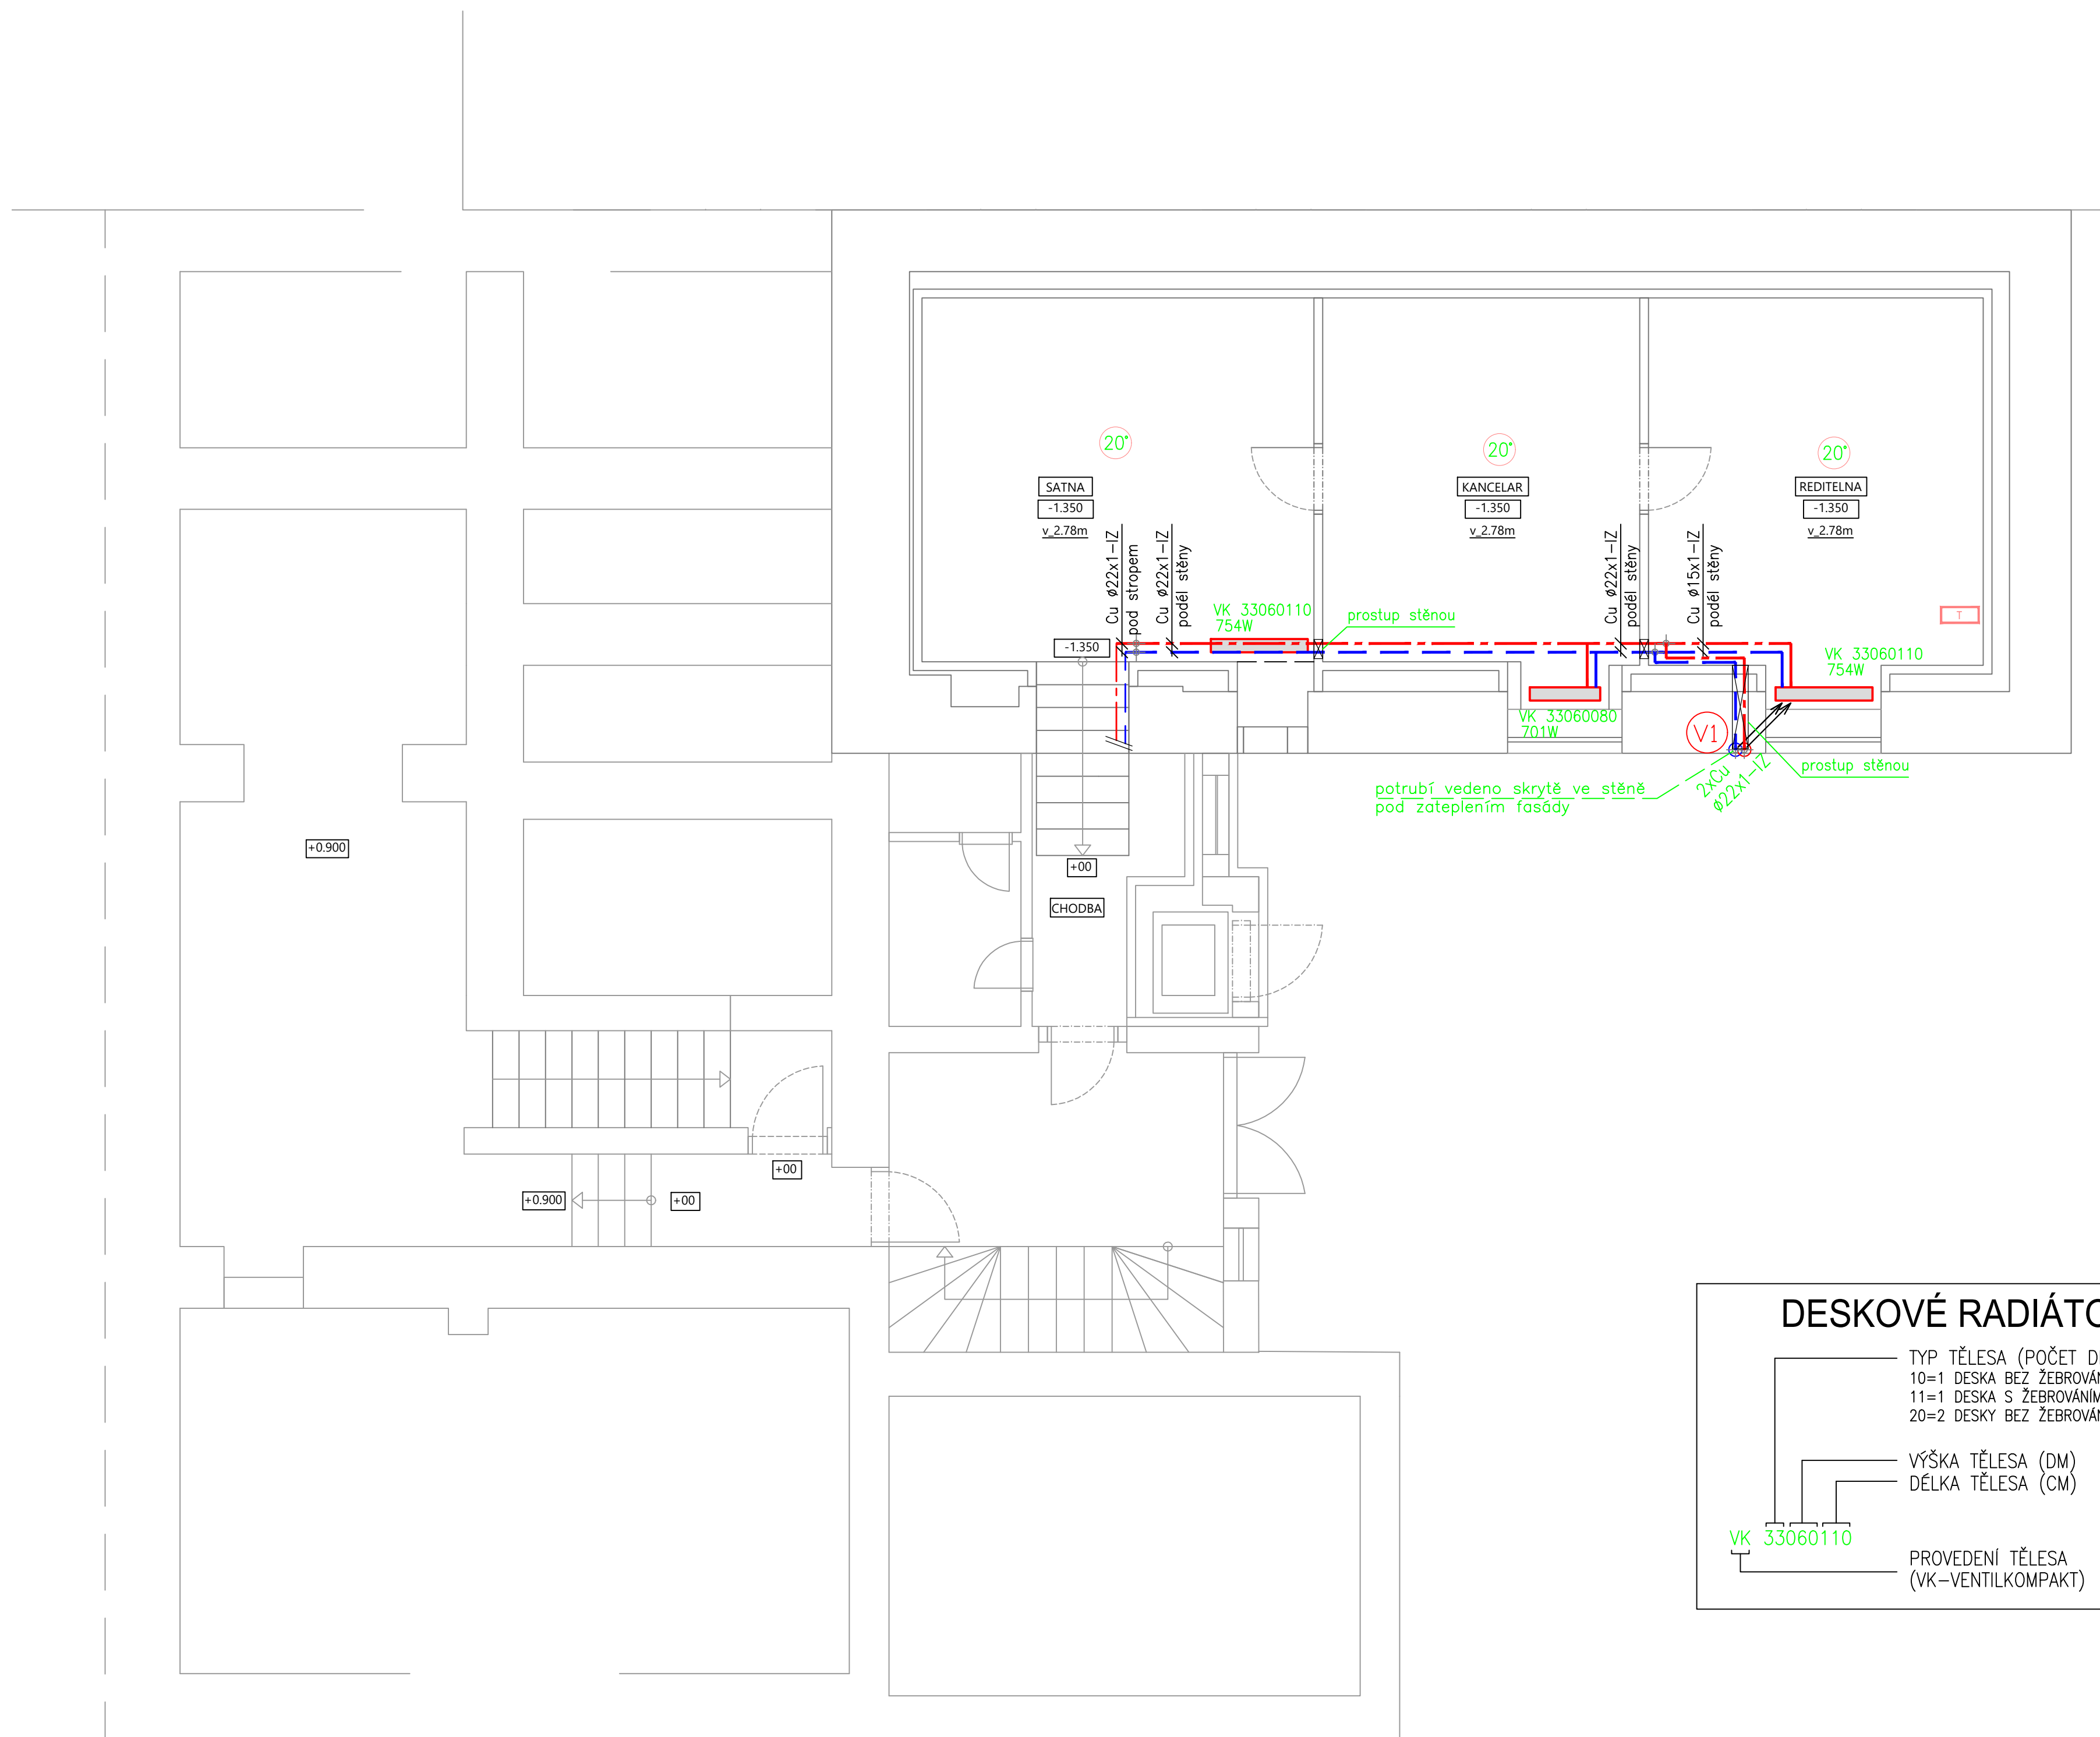 20°
20°
20°
SATNA
-1.350
v_2.78m
KANCELAR
-1.350
v_2.78m
REDITELNA
-1.350
v_2.78m
Cu ø22x1-IZ
pod stropem
Cu ø22x1-IZ
podél stěny
Cu ø22x1-IZ
podél stěny
Cu ø15x1-IZ
podél stěny
VK 33060110
754W
prostup stěnou
T
-1.350
VK 33060110
754W
VK 33060080
701W
V1
prostup stěnou
2xCu
ø22x1-IZ
potrubí vedeno skrytě ve stěně
pod zateplením fasády
+0.900
+00
CHODBA
+00
+0.900
+00
DESKOVÉ RADIÁTO
TYP TĚLESA (POČET D
10=1 DESKA BEZ ŽEBROVÁN
11=1 DESKA S ŽEBROVÁNÍM
20=2 DESKY BEZ ŽEBROVÁN
VÝŠKA TĚLESA (DM)
DÉLKA TĚLESA (CM)
VK 33060110
PROVEDENÍ TĚLESA
(VK-VENTILKOMPAKT)